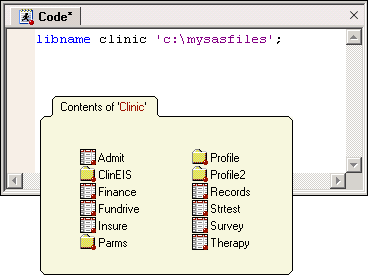 Code*
libname clinic 'c:\mysasfiles';
Contents of 'Clinic'
Admit
ClinEIS
Finance
Fundrive
Insure
Parms
Profile
Profile2
Records
Strtest
Survey
Therapy